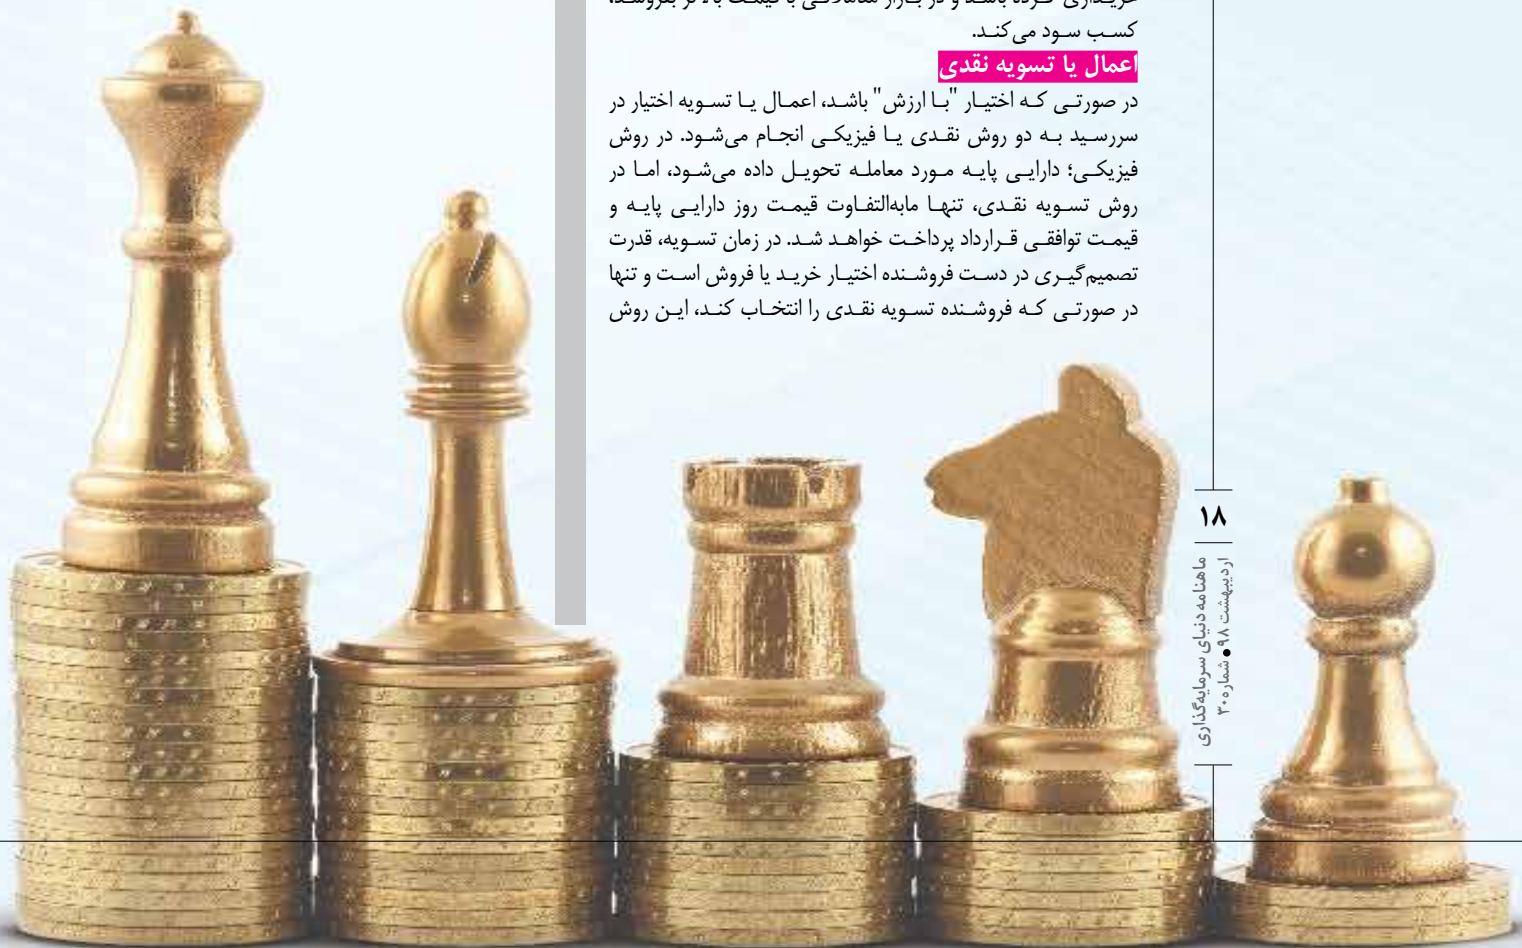 کسب سود می‌کند.
اعمال یا تسویه نقدی
در صورتی که اختیار "با ارزش" باشد، اعمال یا تسویه اختیار در
سررسید به دو روش نقدی یا فیزیکی انجام می‌شود. در روش
فیزیکی؛ دارایی پایه مورد معامله تحویل داده می‌شود، اما در
روش تسویه نقدی، تنها مابه‌التفاوت قیمت روز دارایی پایه و
قیمت توافقی قرارداد پرداخت خواهد شد. در زمان تسویه، قدرت
تصمیم‌گیری در دست فروشنده اختیار خرید یا فروش است و تنها
در صورتی که فروشنده تسویه نقدی را انتخاب کند، این روش
۱۸
ماهنامه دنیای سرمایه‌گذاری
اردیبهشت ۹۸ ● شماره ۳۰